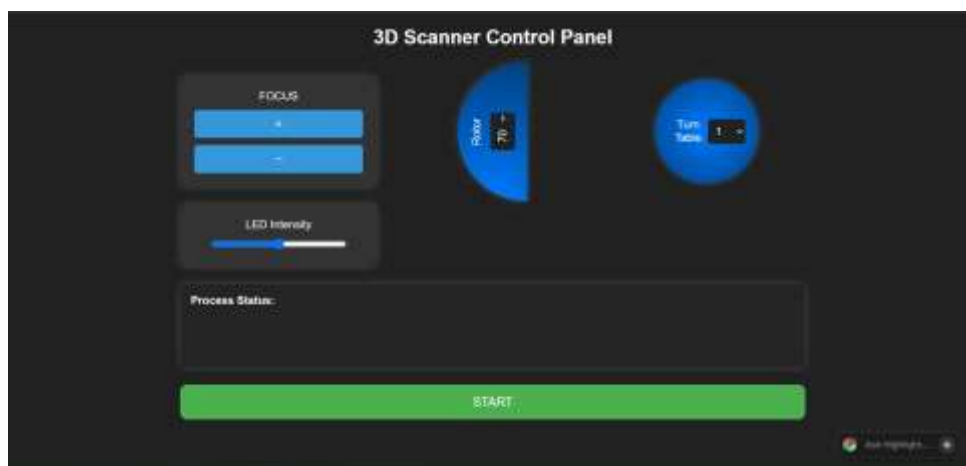 3D Scanner Control Panel
FOCUS
+
-
Rotor
70
Turn
Table
1
LED Intensity
Process Status:
START